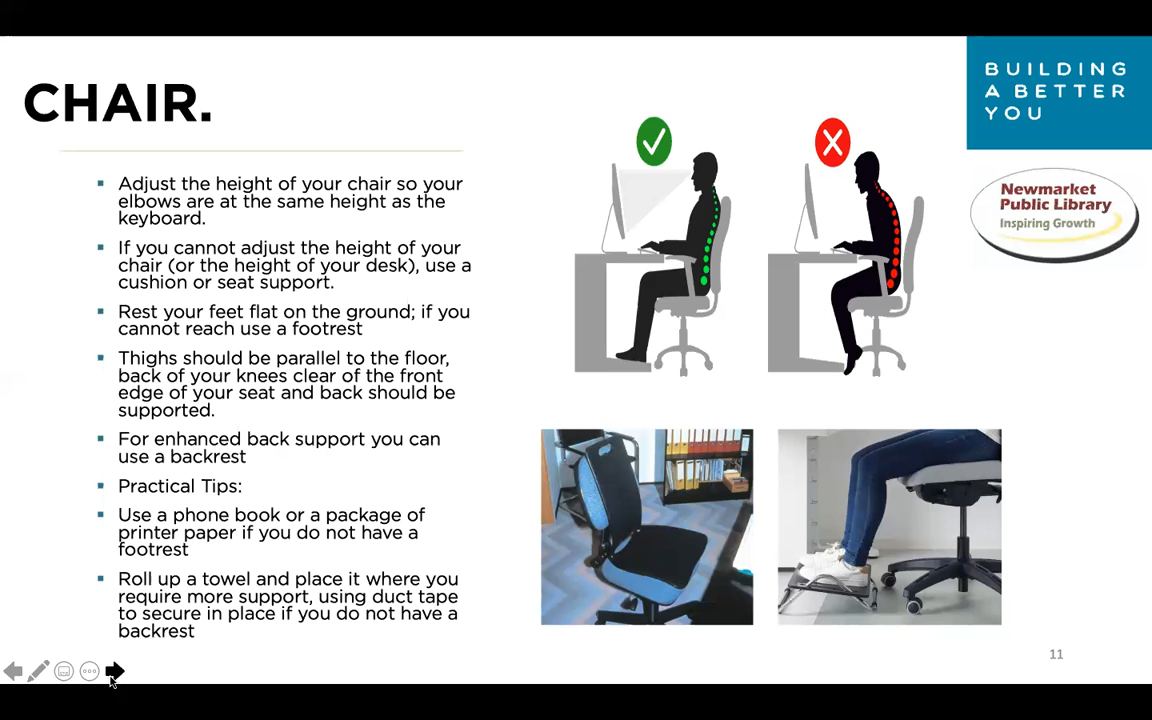 CHAIR.
BUILDING
A BETTER
YOU
Newmarket
Public Library
Inspiring Growth
▪ Adjust the height of your chair so your
elbows are at the same height as the
keyboard.
▪ If you cannot adjust the height of your
chair (or the height of your desk), use a
cushion or seat support.
▪ Rest your feet flat on the ground; if you
cannot reach use a footrest
▪ Thighs should be parallel to the floor,
back of your knees clear of the front
edge of your seat and back should be
supported.
▪ For enhanced back support you can
use a backrest
▪ Practical Tips:
▪ Use a phone book or a package of
printer paper if you do not have a
footrest
▪ Roll up a towel and place it where you
require more support, using duct tape
to secure in place if you do not have a
backrest
11